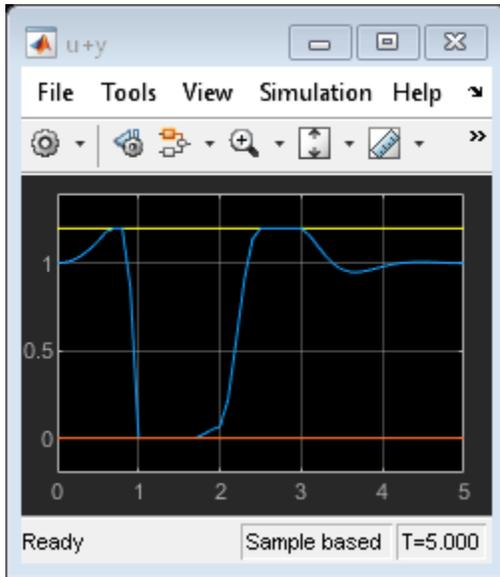 u+y
File Tools View Simulation Help
1
0.5
0
0 1 2 3 4 5
Ready Sample based T=5.000